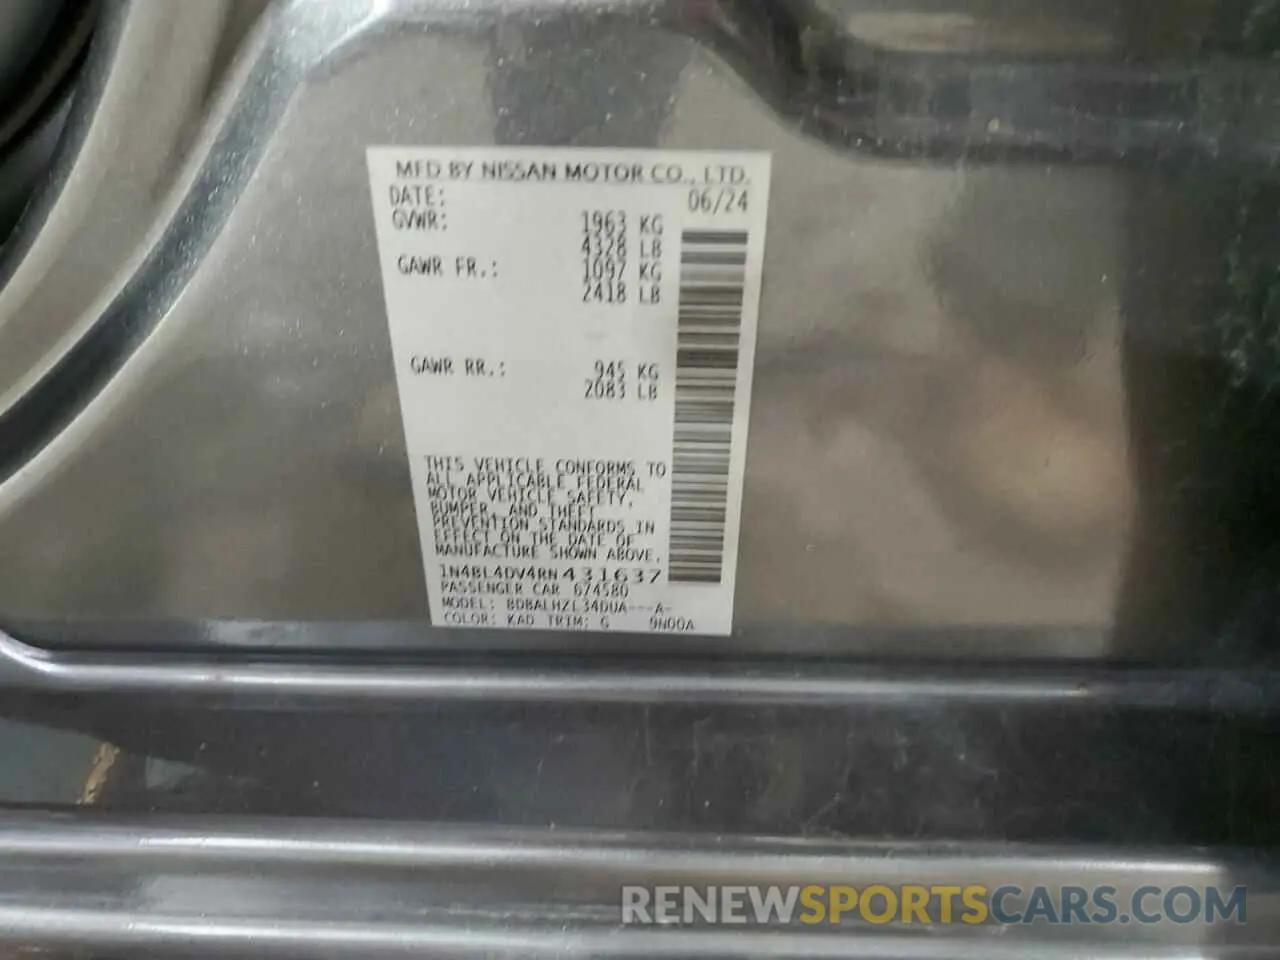 MFD BY NISSAN MOTOR CO., LTD.
DATE: 06/24
GVWR: 1963 KG
4328 LB
GAWR FR.: 1097 KG
2418 LB
GAWR RR.: 945 KG
2083 LB
THIS VEHICLE CONFORMS TO
ALL APPLICABLE FEDERAL
MOTOR VEHICLE SAFETY,
BUMPER, AND THEFT
PREVENTION STANDARDS IN
EFFECT ON THE DATE OF
MANUFACTURE SHOWN ABOVE.
1N4BL4DV4RN431637
PASSENGER CAR 674580
MODEL: BDBALHZL34DUA---A-
COLOR: KAD TRIM: G 9N00A
RENEWSPORTSCARS.COM